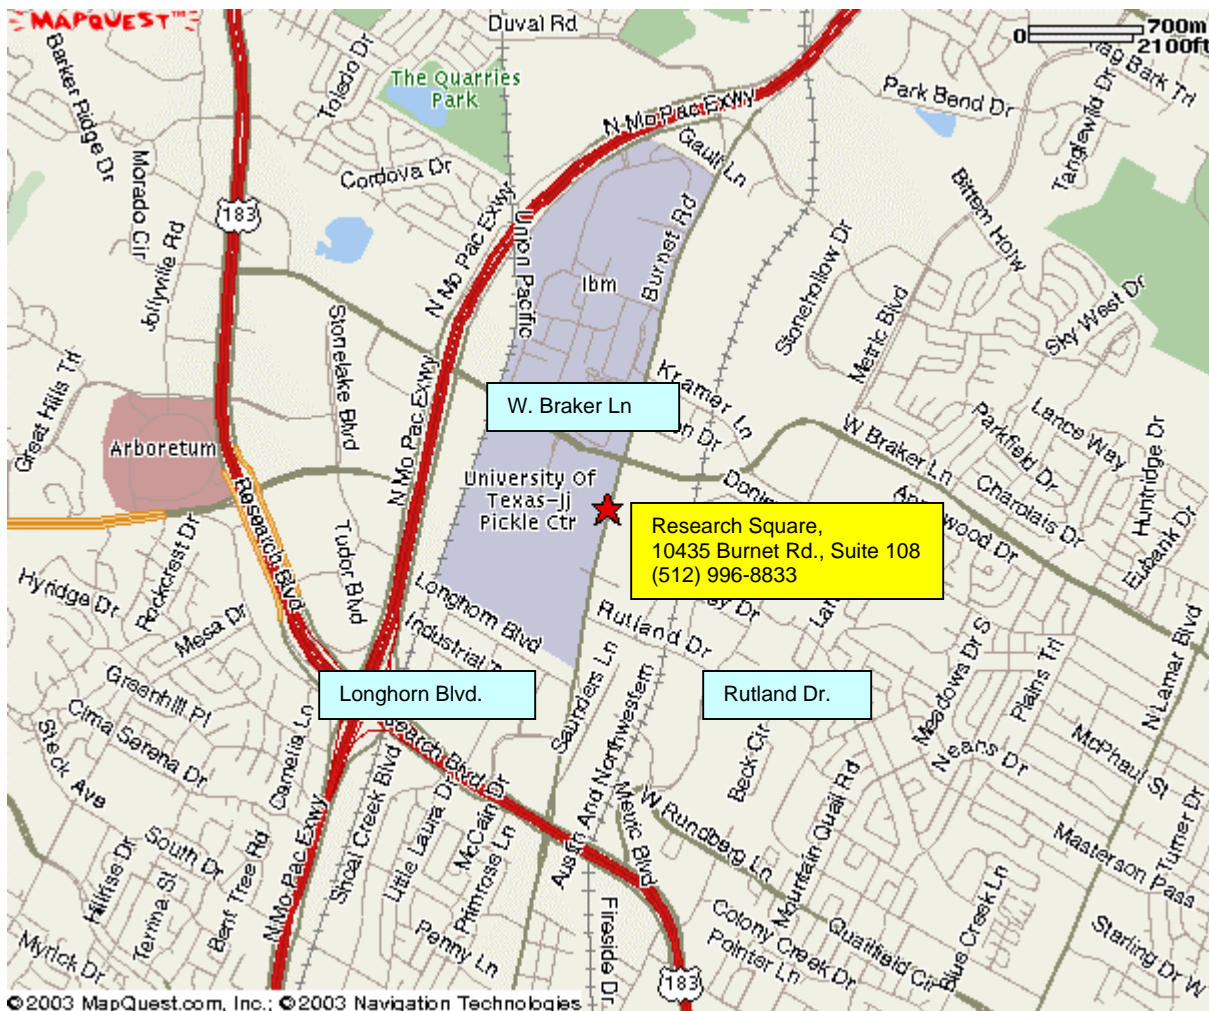 MAPQUEST™
Duval Rd
0
700m
2100ft
Barker Ridge Dr
Toledo Dr
The Quarries
Park
N Mo Pac Expwy
Park Bend Dr
Tanglewild Dr
Gault Ln
Morado Cir
Cordova Dr
Bittern Holw
183
N Mo Pac Exwy
Union Pacific
Burnet Rd
Jollyville Rd
Ibm
Stonehollow Dr
Metric Blvd
Sky West Dr
Stonelake Blvd
Great Hills Trl
N Mo Pac Exwy
Kramer Ln
W. Braker Ln
Lance Way
Parkfield Dr
W Braker Ln
Huntridge Dr
Arboretum
Charolais Dr
University Of
Texas-Jj
Pickle Ctr
Research Blvd
Eubank Dr
Research Square,
10435 Burnet Rd., Suite 108
(512) 996-8833
Rockcrest Dr
Tudor Blvd
Hyridge Dr
Mesa Dr
Longhorn Blvd
Industrial
Rutland Dr
Meadows Dr S
Plains Trl
N Lamar Blvd
Greenhill Pl
Longhorn Blvd.
Rutland Dr.
Saunders Ln
Cima Serena Dr
Camelia Ln
Steck Ave
Austin And Northwestern
Beck Cir
Nears Dr
McPhaul St
Shoal Creek Blvd
Little Laura Dr
McCain Dr
Primrose Ln
Metric Blvd
W Rundberg Ln
Mountain Quail Rd
Turner Dr
Masterson Pass
South Dr
Hillrise Dr
Terrina St
Bent Tree Rd
N Mo Pac Exwy
Penny Ln
Fireside Dr
Colony Creek Dr
Pointer Ln
Quailfield Cir
Blue Creek Ln
Starling Dr W
Myrick Dr
183
©2003 MapQuest.com, Inc.; ©2003 Navigation Technologies